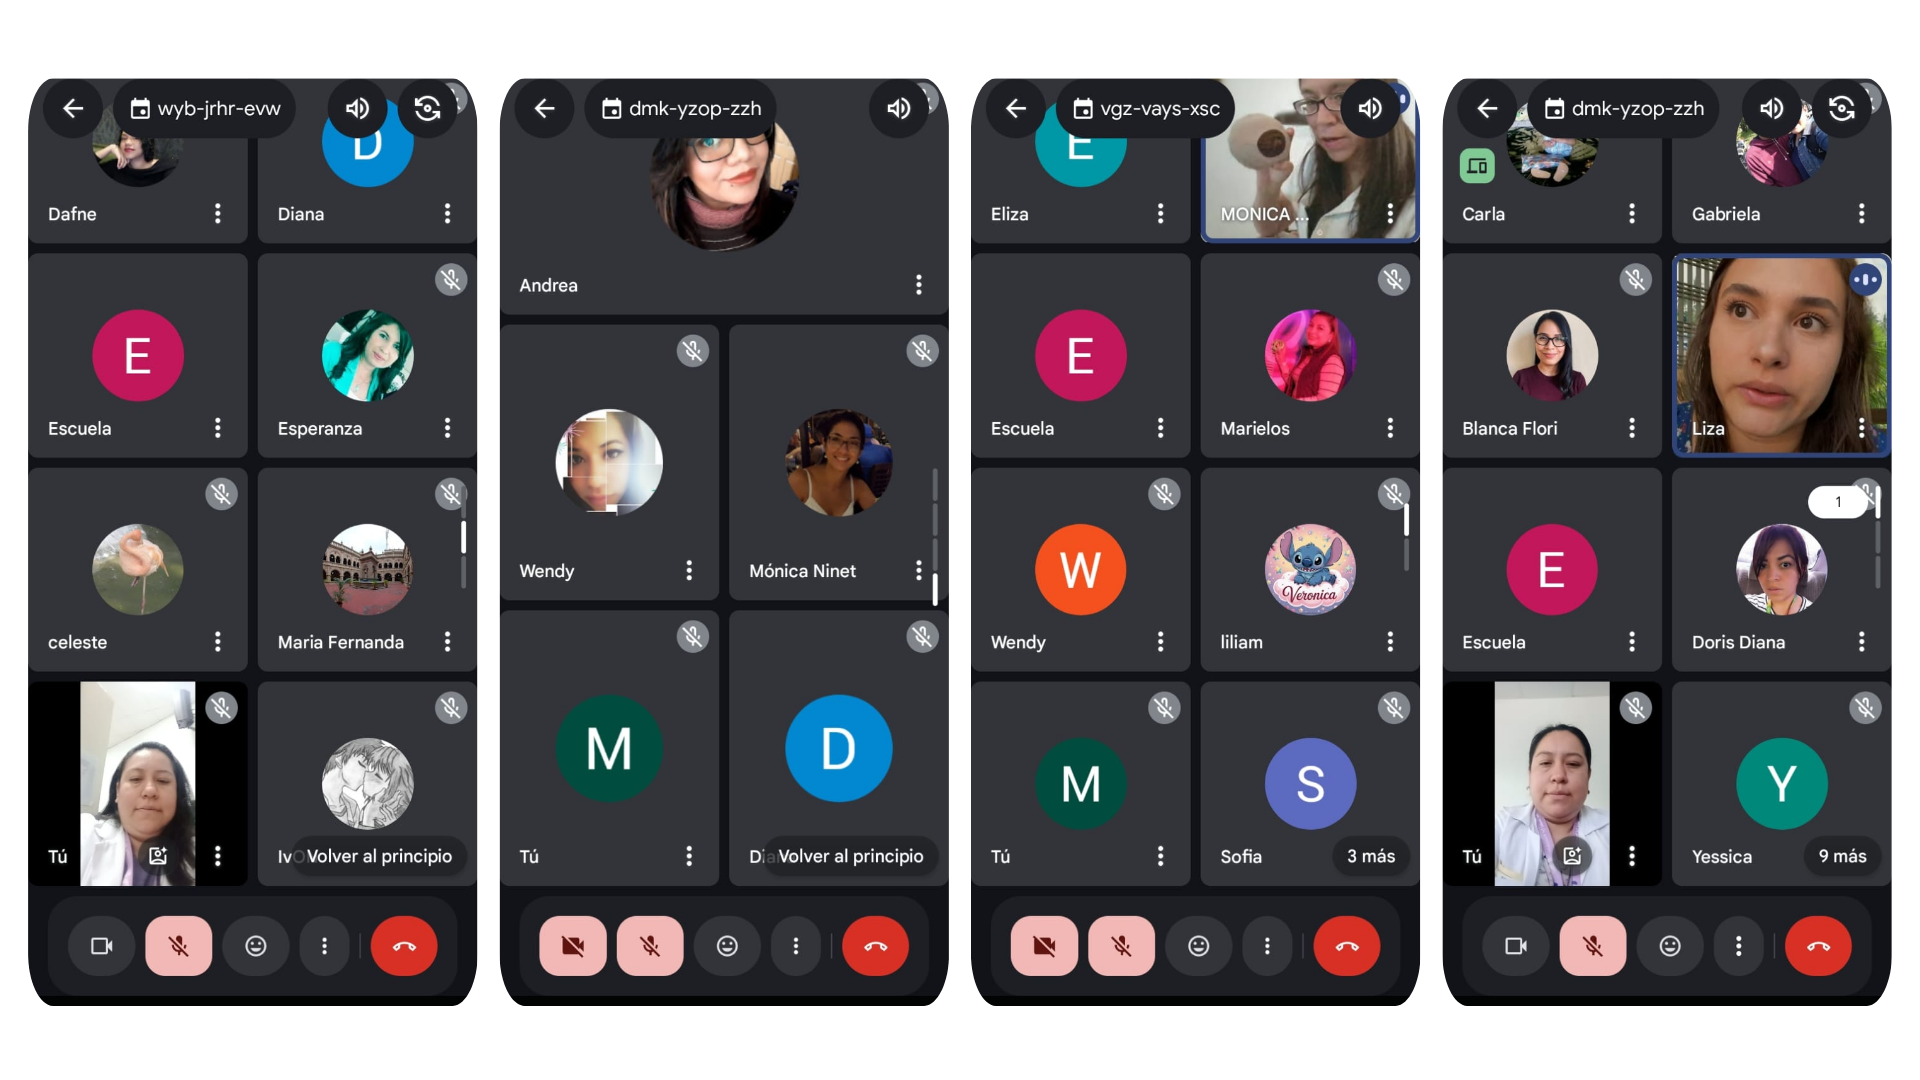 wyb-jrhr-evw
D
Dafne
Diana
E
Escuela
Esperanza
celeste
Maria Fernanda
Tú
Volver al principio
dmk-yzop-zzh
Andrea
Wendy
Mónica Ninet
M
D
Tú
Volver al principio
vgz-vays-xsc
E
Eliza
MONICA ...
E
Escuela
Marielos
W
Veronica
Wendy
liliam
M
S
Tú
Sofia
3 más
dmk-yzop-zzh
Carla
Gabriela
Blanca Flori
Liza
1
E
Escuela
Doris Diana
Y
Tú
Yessica
9 más